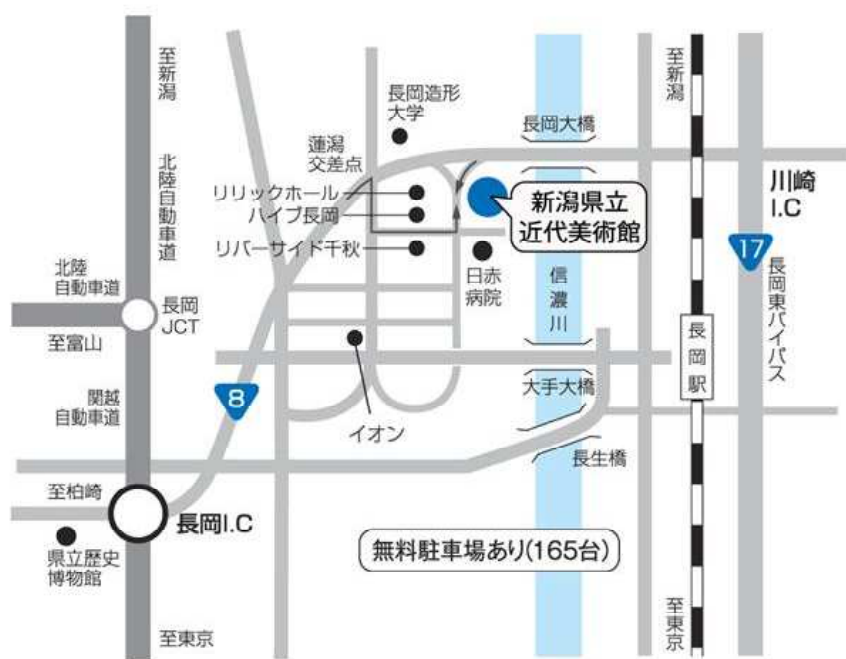 至新潟
北陸自動車道
長岡造形
大学
蓮潟
交差点
リリックホール
ハイブ長岡
リバーサイド千秋
長岡大橋
至新潟
川崎
I.C
新潟県立
近代美術館
17
長岡東バイパス
日赤
病院
信濃川
北陸
自動車道
長岡
JCT
至富山
関越
自動車道
8
イオン
大手大橋
長岡駅
長生橋
至柏崎
長岡I.C
県立歴史
博物館
無料駐車場あり(165台)
至東京
至東京